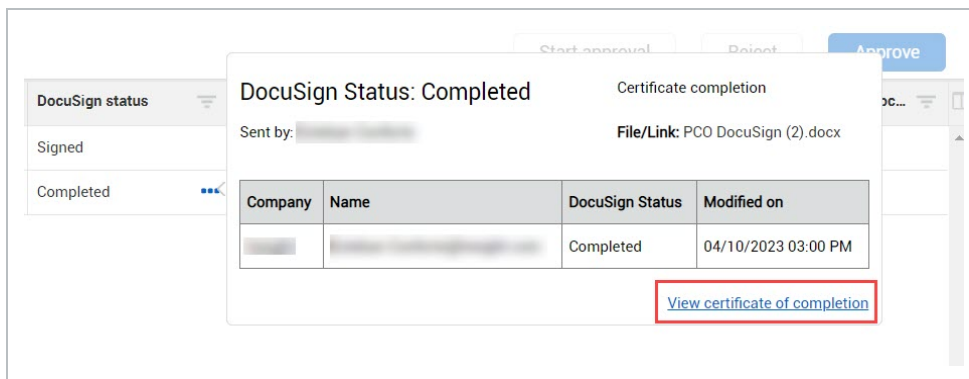 Start approval Reject Approve
DocuSign status
Signed
Completed
DocuSign Status: Completed
Certificate completion
Sent by:
File/Link: PCO DocuSign (2).docx
Company Name DocuSign Status Modified on
Completed 04/10/2023 03:00 PM
View certificate of completion
oc...